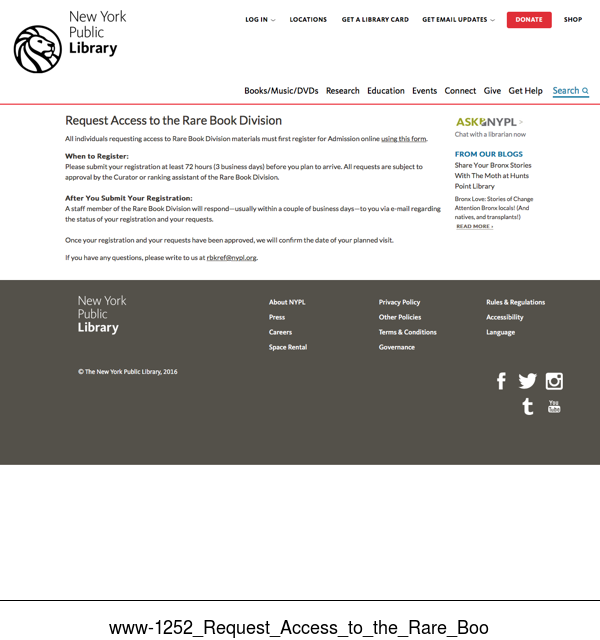 New York
Public
Library
LOG IN
LOCATIONS
GET A LIBRARY CARD
GET EMAIL UPDATES
DONATE
SHOP
Books/Music/DVDs
Research
Education
Events
Connect
Give
Get Help
Search
Request Access to the Rare Book Division
All individuals requesting access to Rare Book Division materials must first register for Admission online using this form.
When to Register:
Please submit your registration at least 72 hours (3 business days) before you plan to arrive. All requests are subject to
approval by the Curator or ranking assistant of the Rare Book Division.
After You Submit Your Registration:
A staff member of the Rare Book Division will respond—usually within a couple of business days—to you via e-mail regarding
the status of your registration and your requests.
Once your registration and your requests have been approved, we will confirm the date of your planned visit.
If you have any questions, please write to us at rbkref@nypl.org.
ASK NYPL >
Chat with a librarian now
FROM OUR BLOGS
Share Your Bronx Stories
With The Moth at Hunts
Point Library
Bronx Love: Stories of Change
Attention Bronx locals! (And
natives, and transplants!)
READ MORE ›
New York
Public
Library
About NYPL
Press
Careers
Space Rental
Privacy Policy
Other Policies
Terms & Conditions
Governance
Rules & Regulations
Accessibility
Language
© The New York Public Library, 2016
You
Tube
www-1252_Request_Access_to_the_Rare_Boo